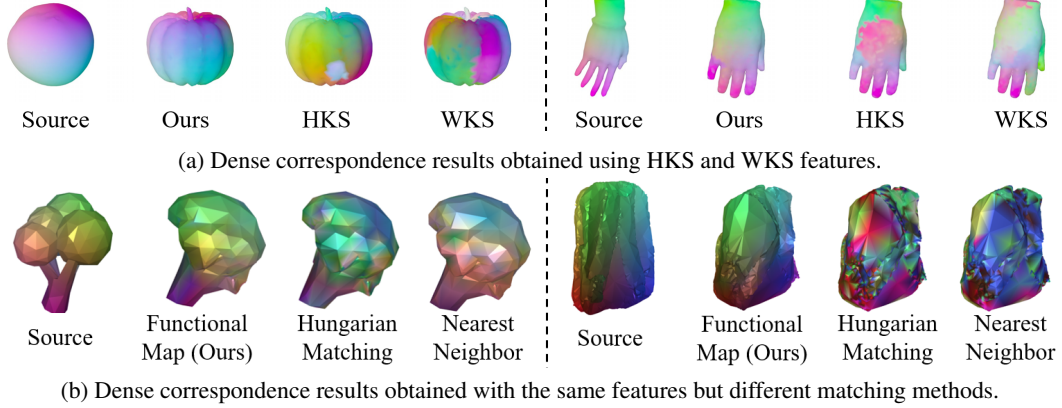 Source Ours HKS WKS Source Ours HKS WKS
(a) Dense correspondence results obtained using HKS and WKS features.
Source Functional Map (Ours) Hungarian Matching Nearest Neighbor Source Functional Map (Ours) Hungarian Matching Nearest Neighbor
(b) Dense correspondence results obtained with the same features but different matching methods.